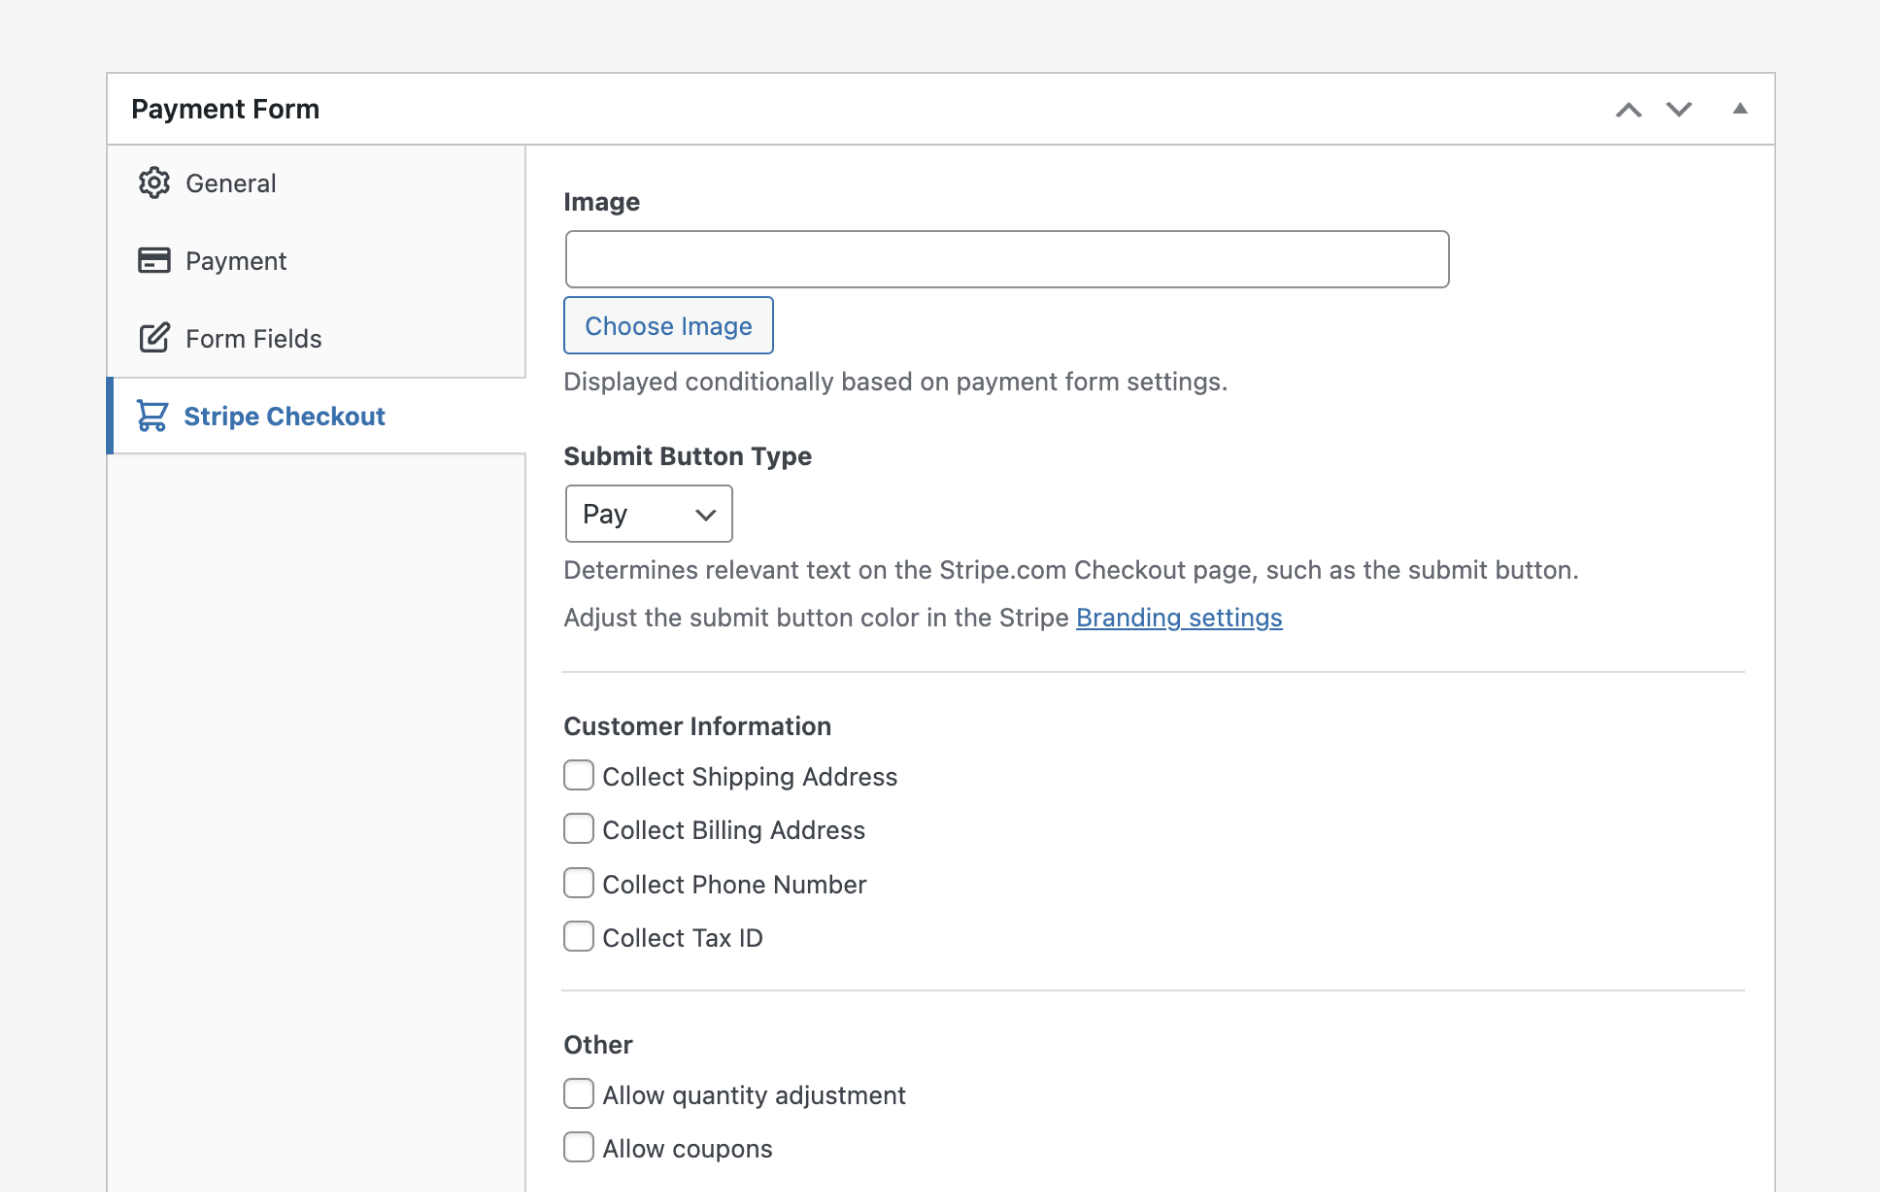 Payment Form
General
Payment
Form Fields
Stripe Checkout
Image
Choose Image
Displayed conditionally based on payment form settings.
Submit Button Type
Pay
Determines relevant text on the Stripe.com Checkout page, such as the submit button.
Adjust the submit button color in the Stripe Branding settings
Customer Information
Collect Shipping Address
Collect Billing Address
Collect Phone Number
Collect Tax ID
Other
Allow quantity adjustment
Allow coupons